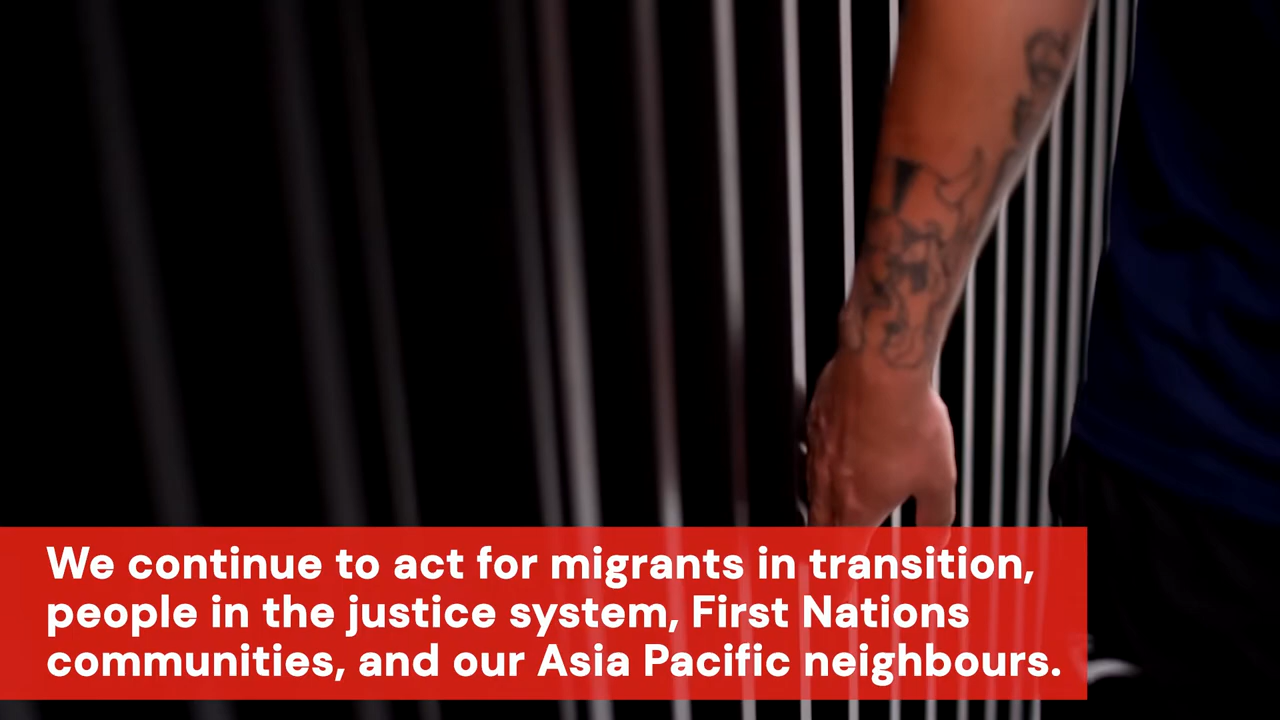 We continue to act for migrants in transition,
people in the justice system, First Nations
communities, and our Asia Pacific neighbours.